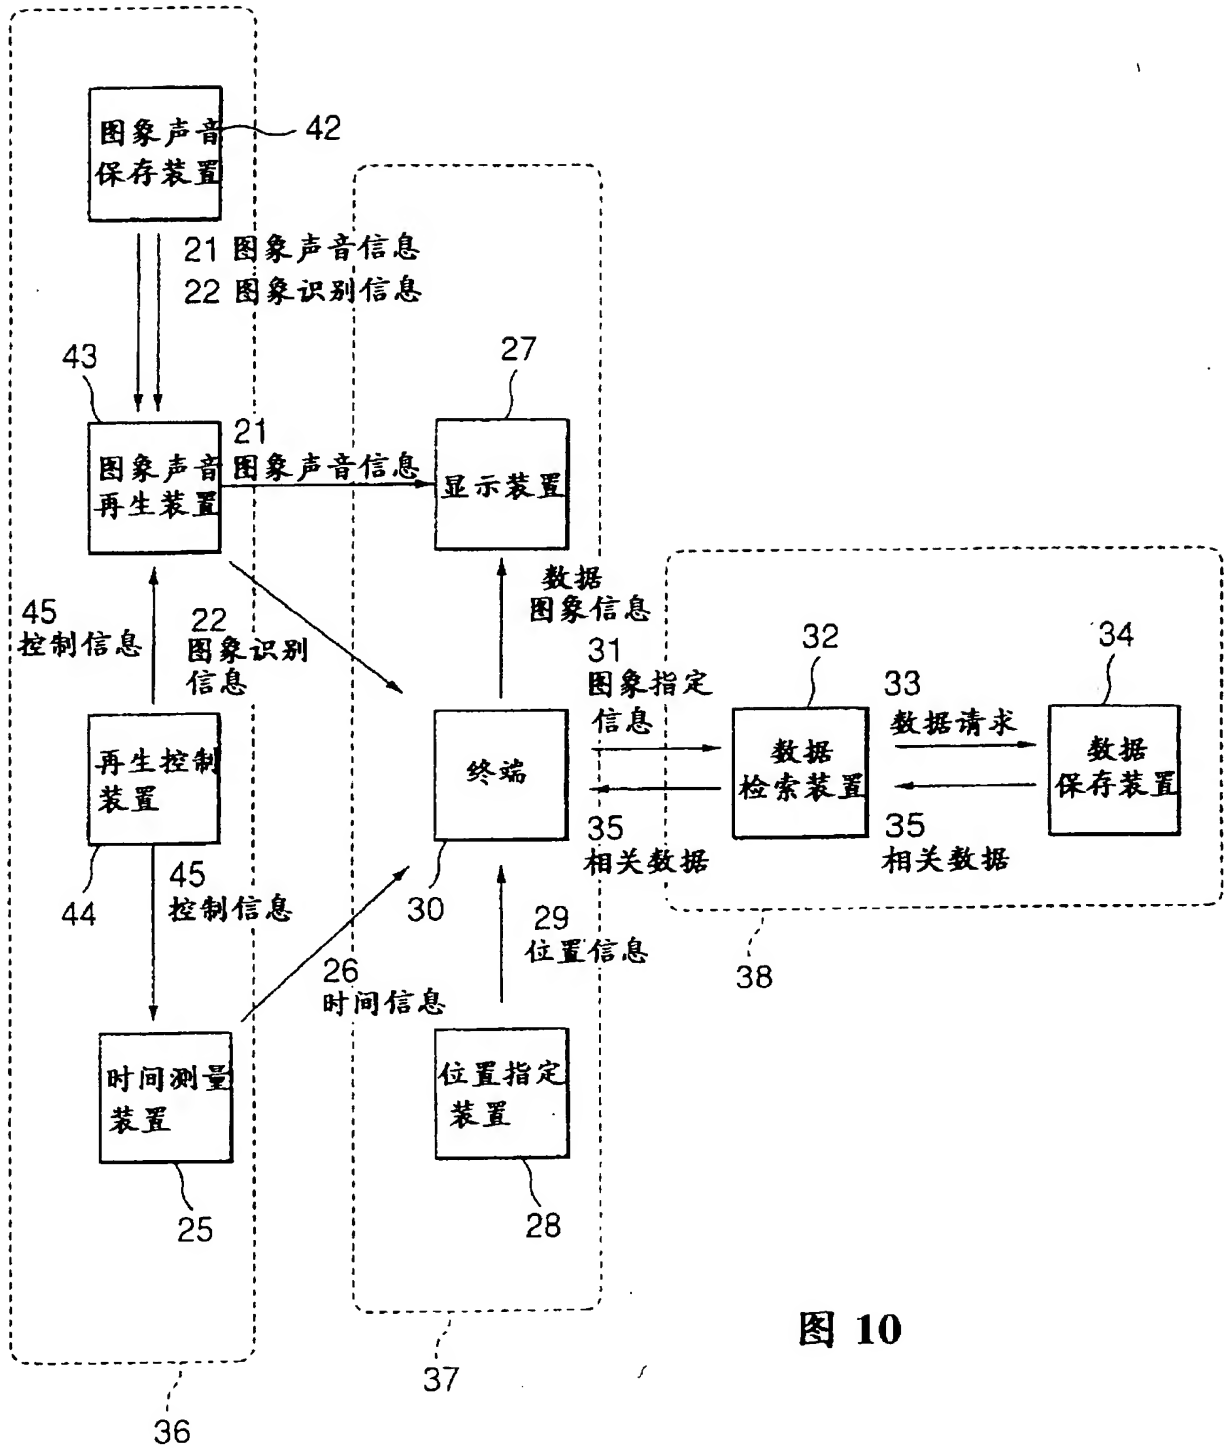 图象声音
保存装置
42
21 图象声音信息
22 图象识别信息
43
27
图象声音
再生装置
21
图象声音信息
显示装置
数据
图象信息
45
控制信息
22
图象识别
信息
31
图象指定
信息
32
33
数据请求
34
再生控制
装置
终端
数据
检索装置
数据
保存装置
35
相关数据
35
相关数据
44
45
控制信息
30
29
位置信息
38
26
时间信息
时间测量
装置
位置指定
装置
25
28
图 10
37
36